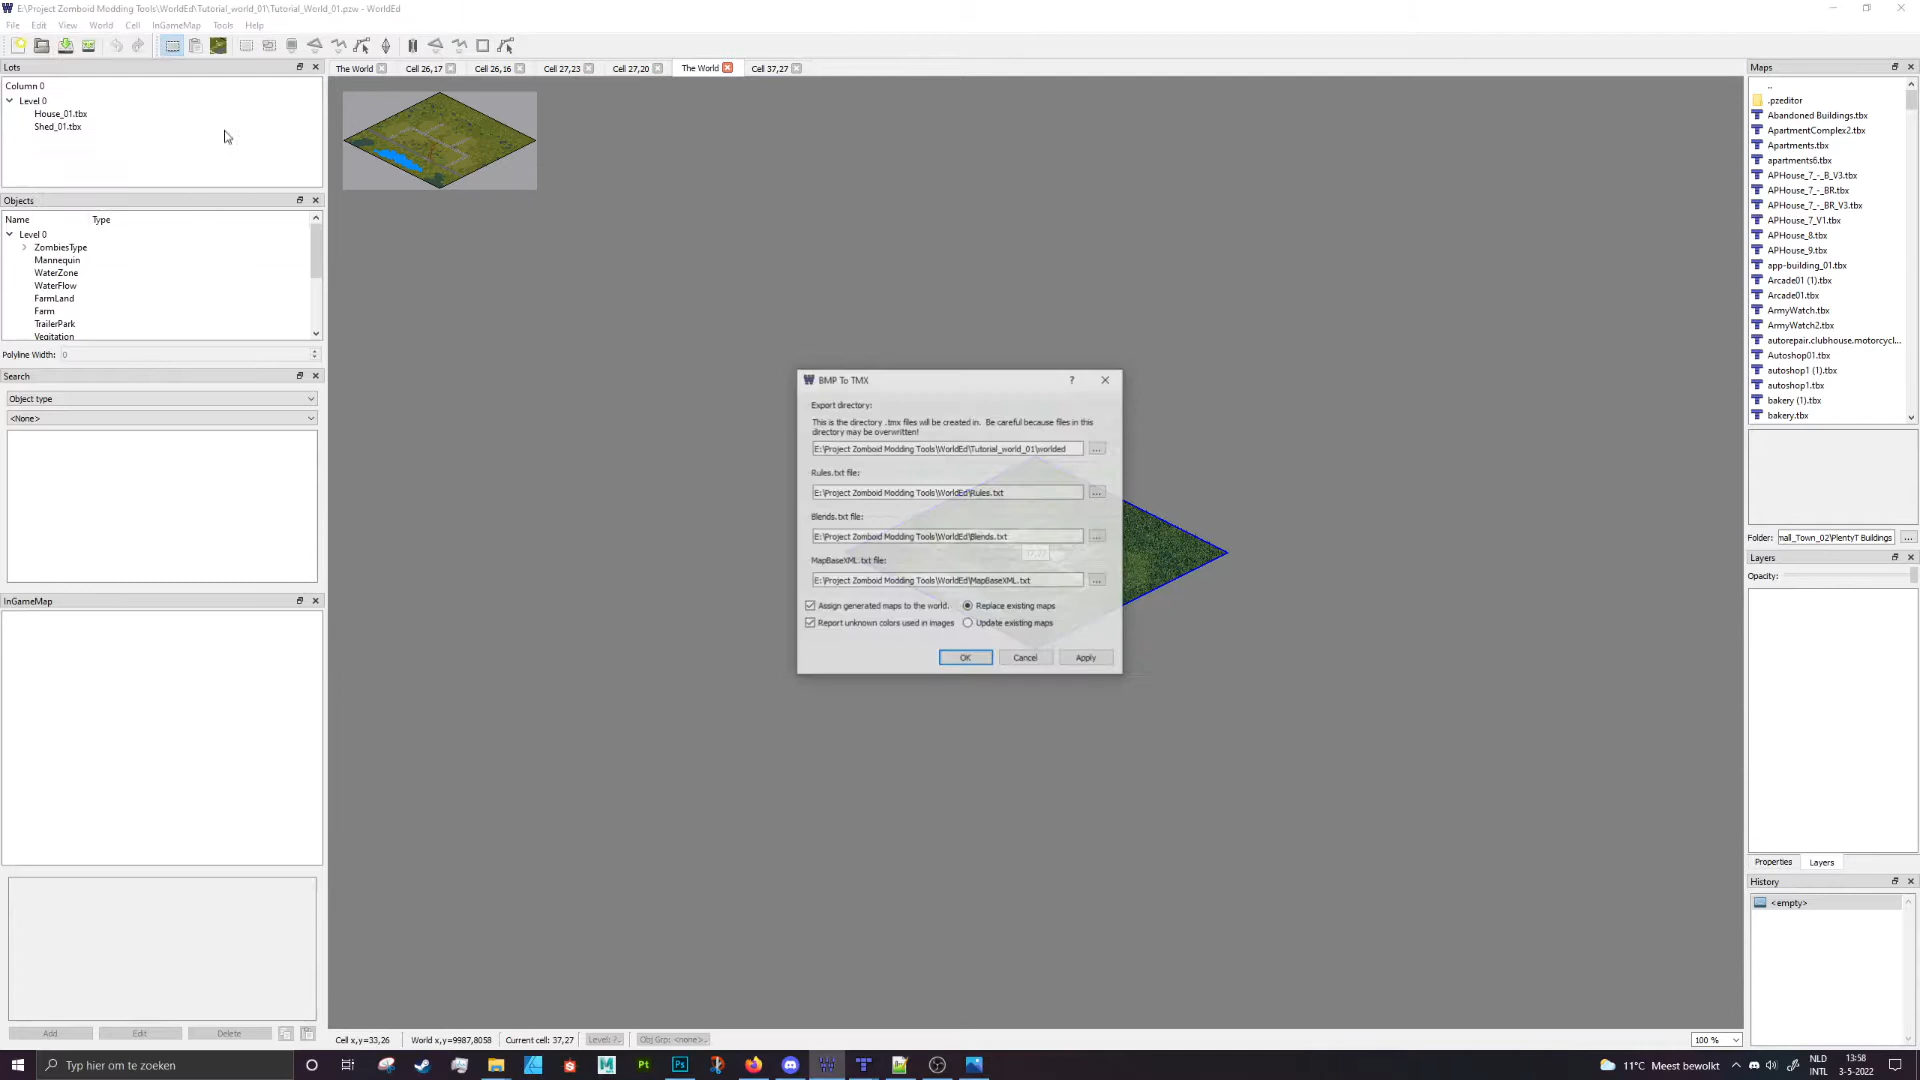 E:\Project Zomboid Modding Tools\WorldEd\Tutorial_world_01\Tutorial_World_01.pzw - WorldEd
File Edit View World Cell InGameMap Tools Help
Lots
Column 0
Level 0
House_01.tbx
Shed_01.tbx
Objects
Name Type
Level 0
ZombiesType
Mannequin
WaterZone
WaterFlow
FarmLand
Farm
TrailerPark
Vegitation
Polyline Width: 0
Search
Object type
<None>
InGameMap
Add Edit Delete
The World Cell 26,17 Cell 26,16 Cell 27,23 Cell 27,20 The World Cell 37,27
BMP To TMX
Export directory:
This is the directory .tmx files will be created in. Be careful because files in this
directory may be overwritten!
E:\Project Zomboid Modding Tools\WorldEd\Tutorial_world_01\worlded
...
Rules.txt file:
E:\Project Zomboid Modding Tools\WorldEd\Rules.txt
...
Blends.txt file:
E:\Project Zomboid Modding Tools\WorldEd\Blends.txt
...
37,27
MapBaseXML.txt file:
E:\Project Zomboid Modding Tools\WorldEd\MapBaseXML.txt
...
Assign generated maps to the world. Replace existing maps
Report unknown colors used in images Update existing maps
OK Cancel Apply
Maps
..
.pzeditor
Abandoned Buildings.tbx
ApartmentComplex2.tbx
Apartments.tbx
apartments6.tbx
APHouse_7_-_B_V3.tbx
APHouse_7_-_BR.tbx
APHouse_7_-_BR_V3.tbx
APHouse_7_V1.tbx
APHouse_8.tbx
APHouse_9.tbx
app-building_01.tbx
Arcade01 (1).tbx
Arcade01.tbx
ArmyWatch.tbx
ArmyWatch2.tbx
autorepair.clubhouse.motorcycl...
Autoshop01.tbx
autoshop1 (1).tbx
autoshop1.tbx
bakery (1).tbx
bakery.tbx
Folder: mall_Town_02\PlentyT Buildings ...
Layers
Opacity:
Properties Layers
History
<empty>
Cell x,y=33,26 World x,y=9987,8058 Current cell: 37,27 Level: ? Obj Grp: <none> 100 %
Typ hier om te zoeken
11°C Meest bewolkt
NLD
INTL
13:58
3-5-2022